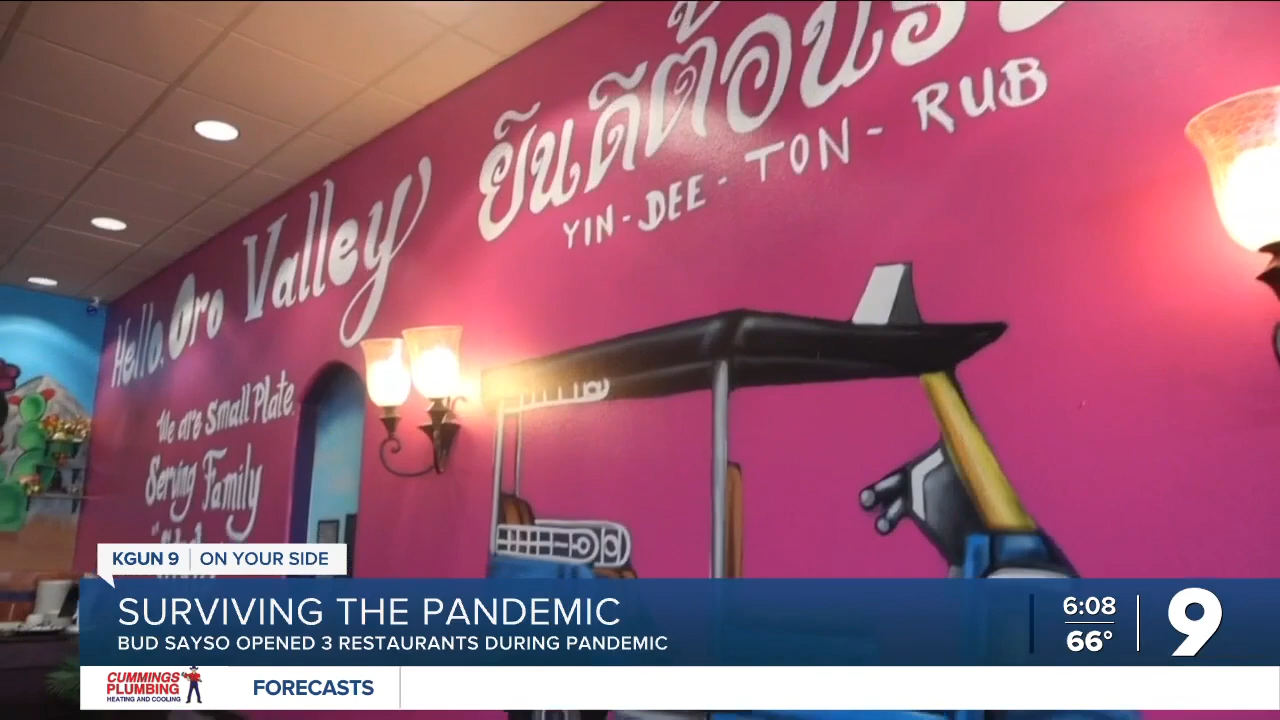 Hello, Oro Valley
We are Small Plate
Serving Family
ยินดีต้อนรับ
YIN-DEE-TON-RUB
KGUN 9 | ON YOUR SIDE
SURVIVING THE PANDEMIC
BUD SAYSO OPENED 3 RESTAURANTS DURING PANDEMIC
6:08
66°
9
CUMMINGS
PLUMBING
HEATING AND COOLING
FORECASTS